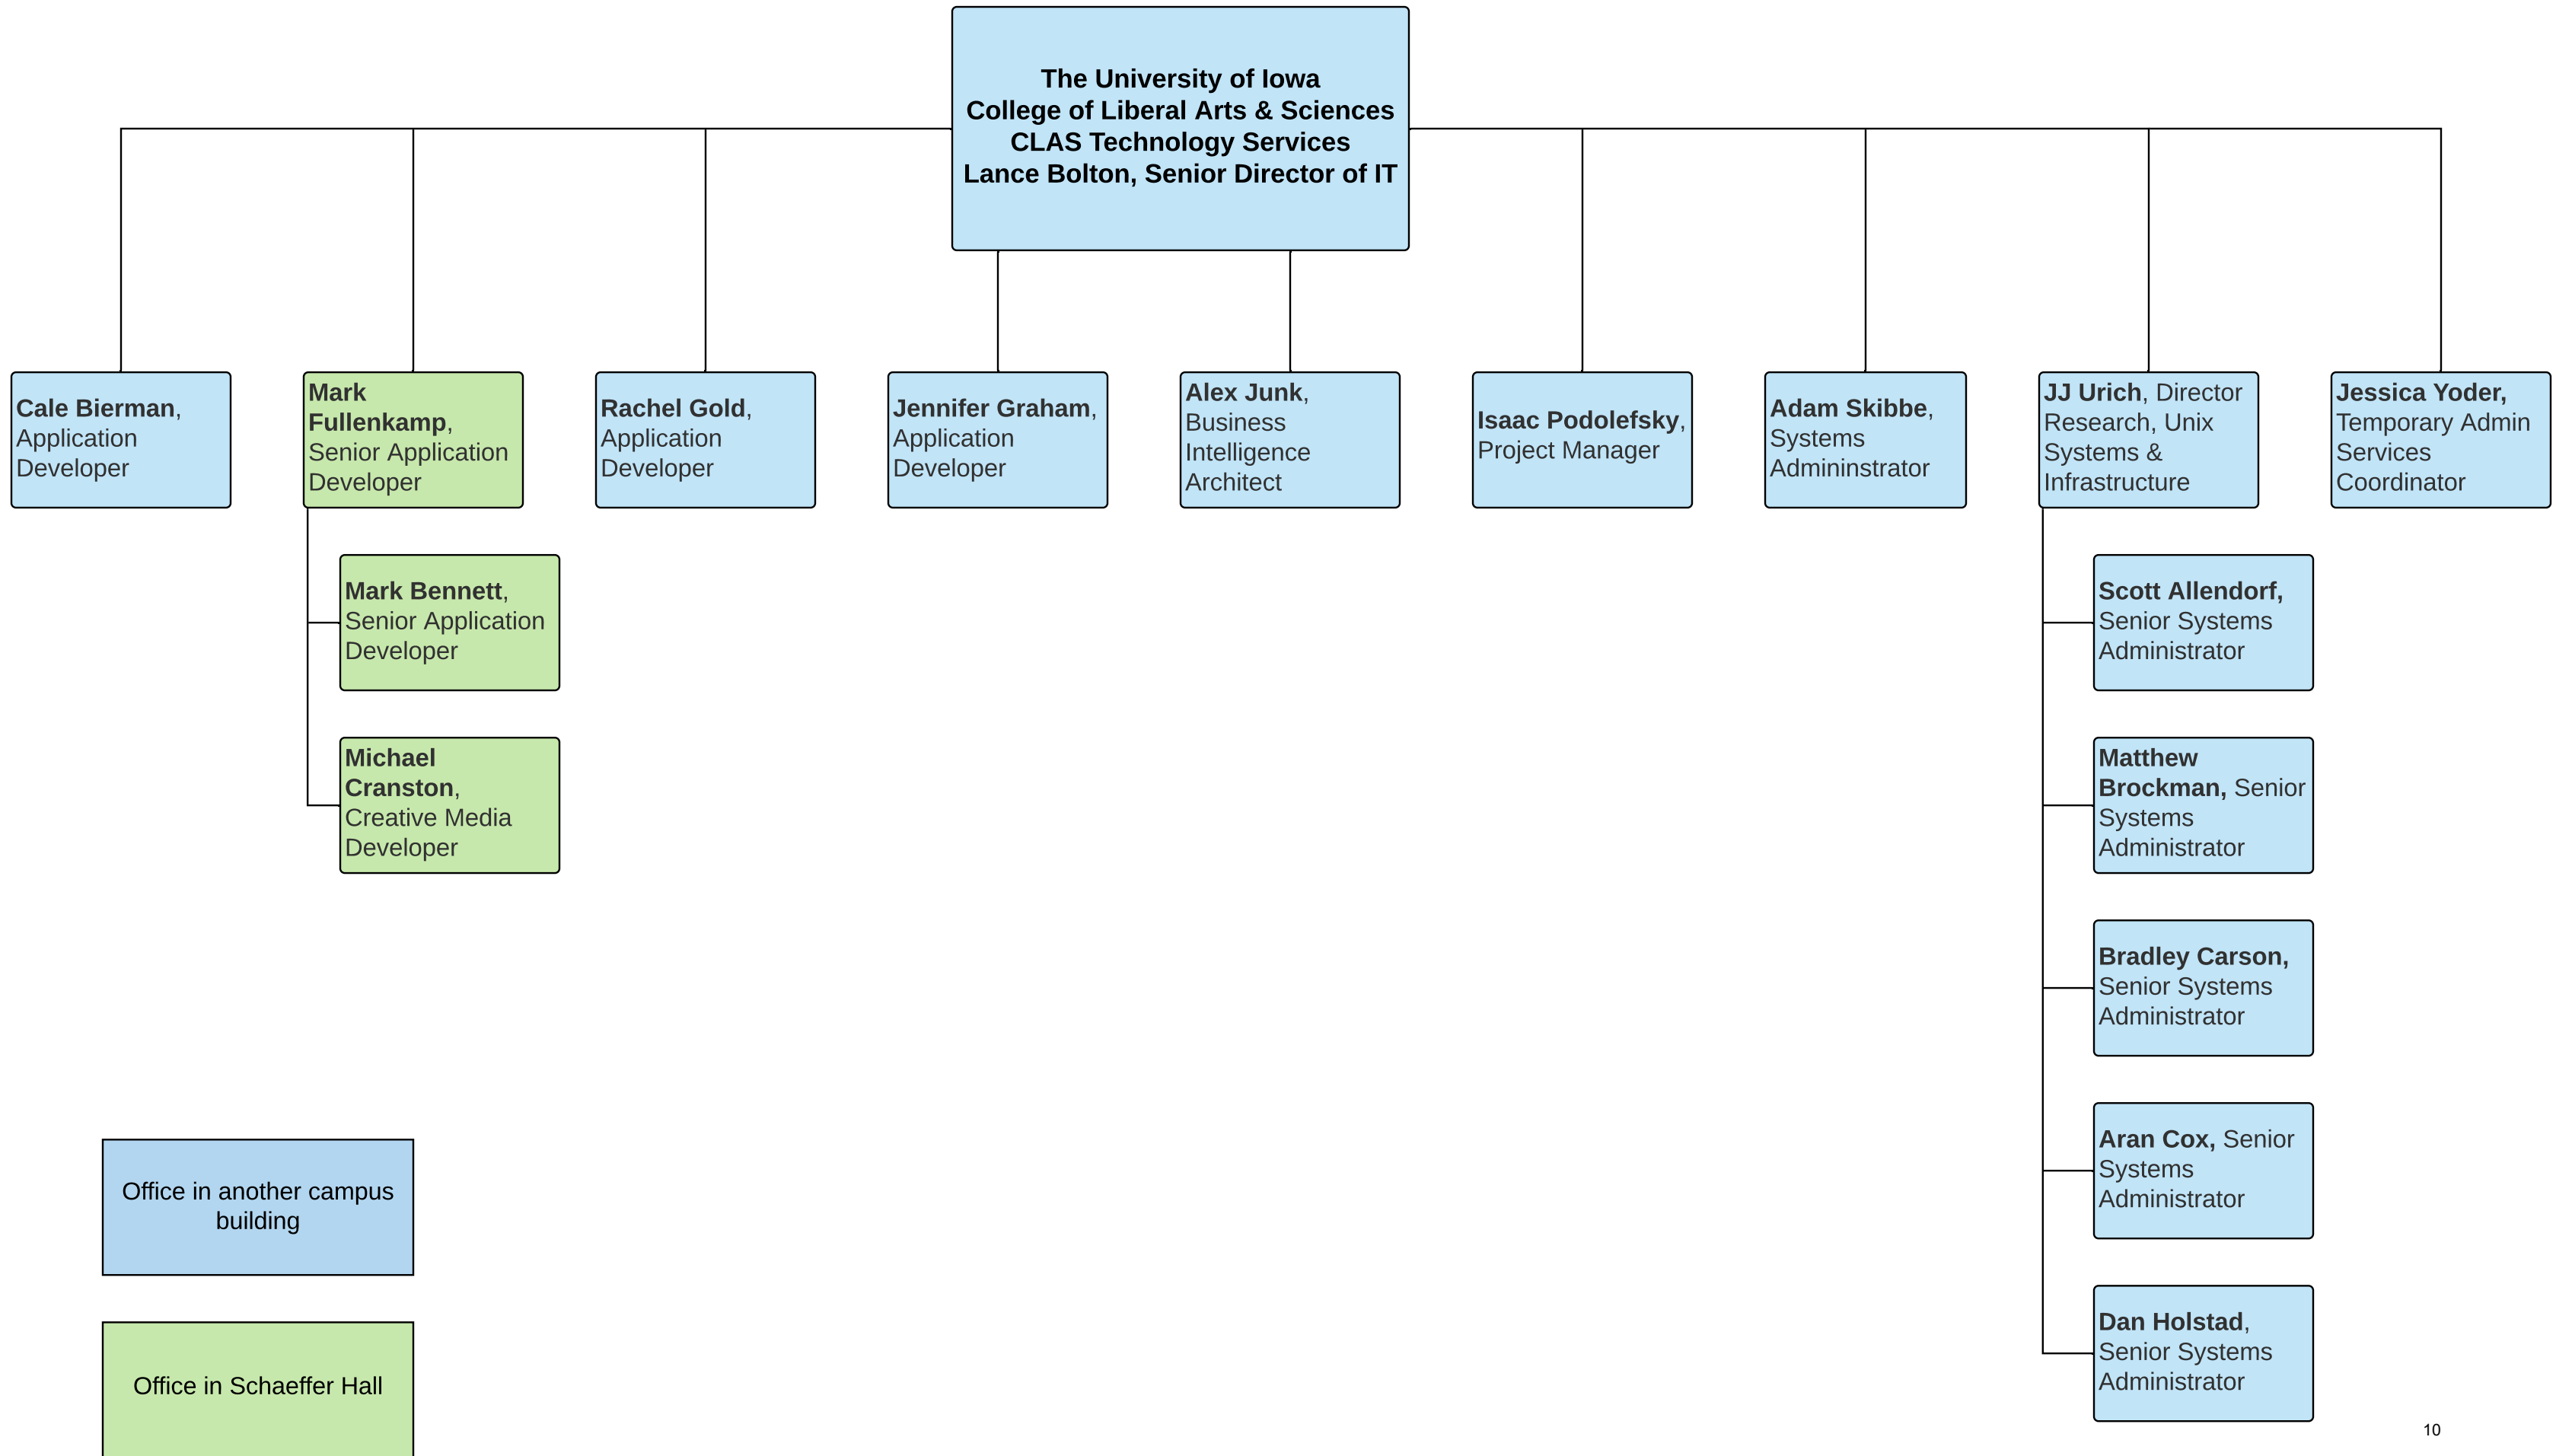 The University of Iowa
College of Liberal Arts & Sciences
CLAS Technology Services
Lance Bolton, Senior Director of IT
Cale Bierman,
Application
Developer
Mark
Fullenkamp,
Senior Application
Developer
Rachel Gold,
Application
Developer
Jennifer Graham,
Application
Developer
Alex Junk,
Business
Intelligence
Architect
Isaac Podolefsky,
Project Manager
Adam Skibbe,
Systems
Admininstrator
JJ Urich, Director
Research, Unix
Systems &
Infrastructure
Jessica Yoder,
Temporary Admin
Services
Coordinator
Mark Bennett,
Senior Application
Developer
Michael
Cranston,
Creative Media
Developer
Scott Allendorf,
Senior Systems
Administrator
Matthew
Brockman, Senior
Systems
Administrator
Bradley Carson,
Senior Systems
Administrator
Aran Cox, Senior
Systems
Administrator
Dan Holstad,
Senior Systems
Administrator
Office in another campus
building
Office in Schaeffer Hall
10